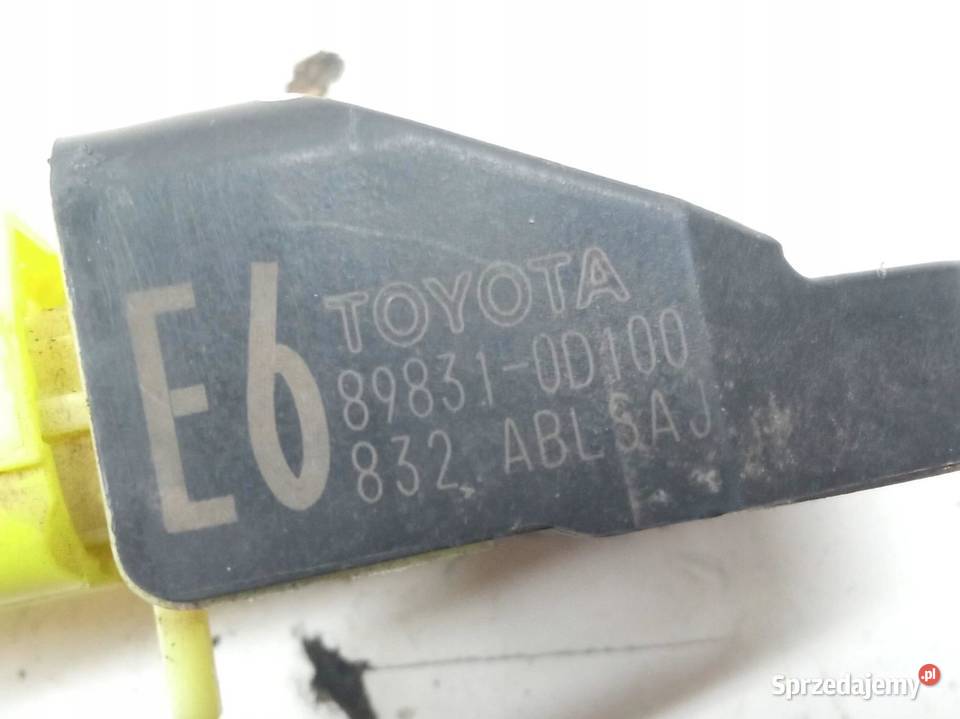 E6
TOYOTA
89831-0D100
832 ABLSAJ
Sprzedajemy.pl